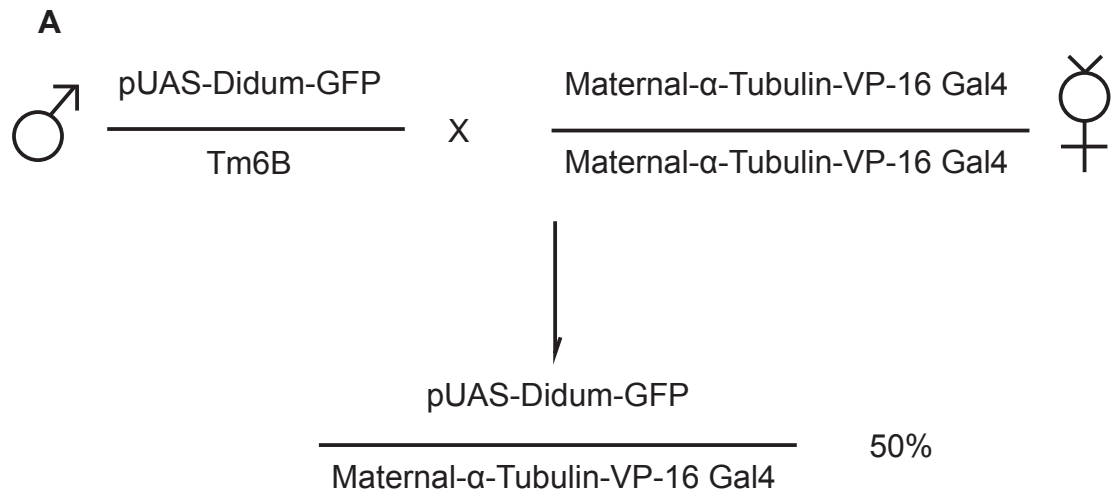 A
pUAS-Didum-GFP
Tm6B
X
Maternal-α-Tubulin-VP-16 Gal4
Maternal-α-Tubulin-VP-16 Gal4
pUAS-Didum-GFP
Maternal-α-Tubulin-VP-16 Gal4
50%